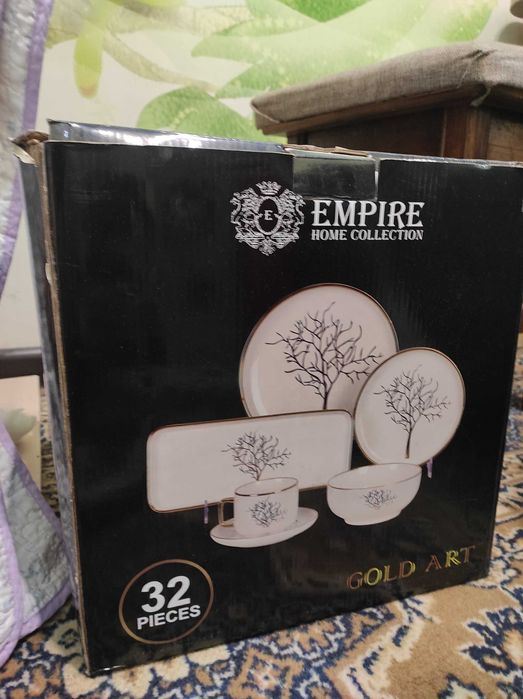 E
EMPIRE
HOME COLLECTION
32
PIECES
GOLD ART